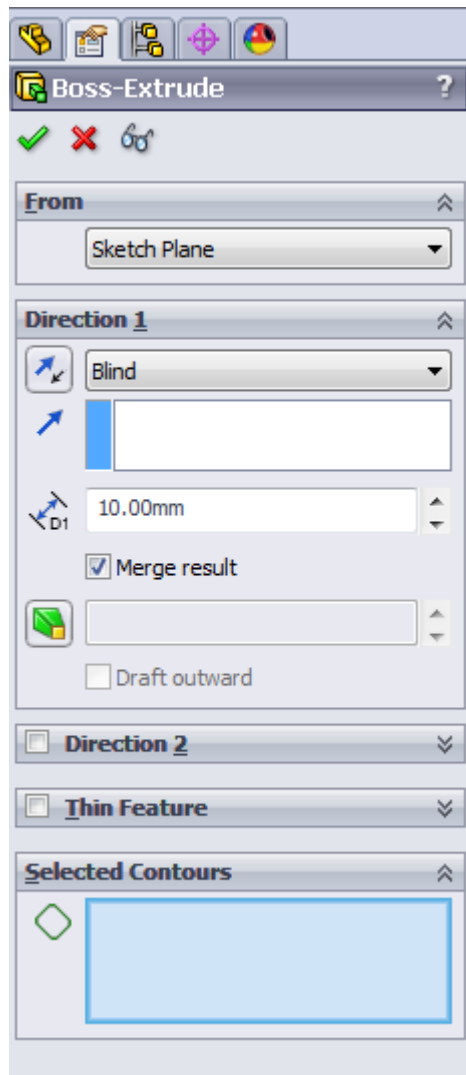 Boss-Extrude ?
From
Sketch Plane
Direction 1
Blind
D1 10.00mm
Merge result
Draft outward
Direction 2
Thin Feature
Selected Contours